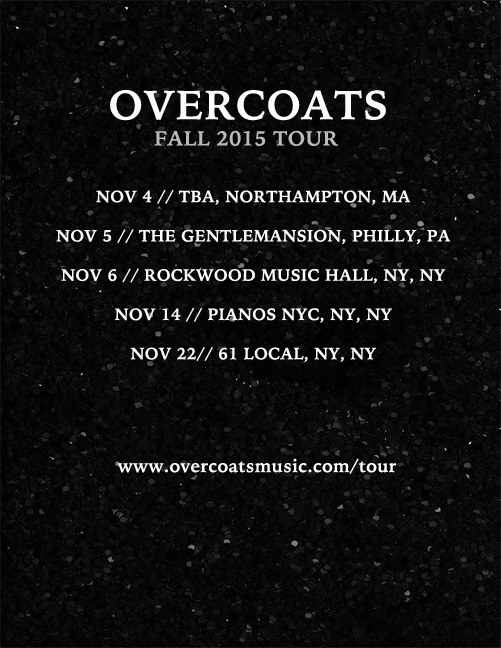 OVERCOATS
FALL 2015 TOUR
NOV 4 // TBA, NORTHAMPTON, MA
NOV 5 // THE GENTLEMANSION, PHILLY, PA
NOV 6 // ROCKWOOD MUSIC HALL, NY, NY
NOV 14 // PIANOS NYC, NY, NY
NOV 22// 61 LOCAL, NY, NY
www.overcoatsmusic.com/tour